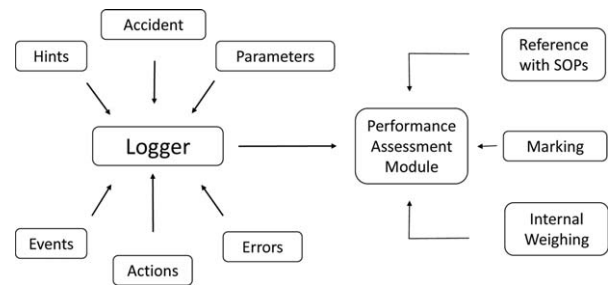 Accident
Hints
Parameters
Logger
Events
Actions
Errors
Performance
Assessment
Module
Reference
with SOPs
Marking
Internal
Weighing